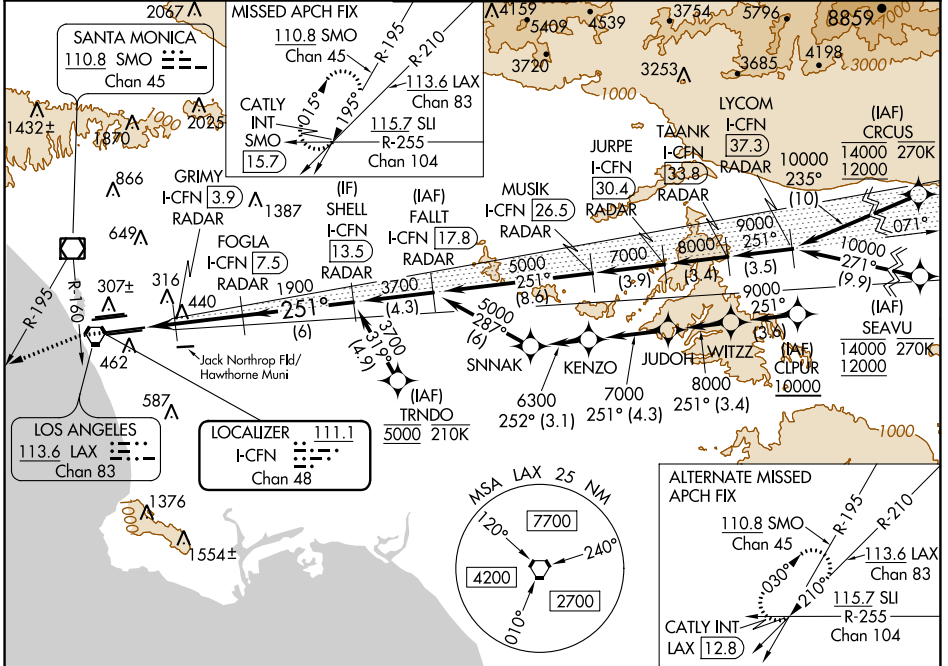 2067
MISSED APCH FIX
4159
5409
4539
3754
5796
8859
7000
SANTA MONICA
110.8 SMO
Chan 45
110.8 SMO
Chan 45
R-195
R-210
113.6 LAX
Chan 83
015°
195°
CATLY
INT
SMO
15.7
115.7 SLI
R-255
Chan 104
3720
3253
3685
4198
3000
1000
1432±
1870
2025
1000
866
649
1387
GRIMY
I-CFN 3.9
RADAR
FOGLA
I-CFN 7.5
RADAR
(IF)
SHELL
I-CFN
13.5
RADAR
(IAF)
FALLT
I-CFN 17.8
MUSIK
I-CFN 26.5
RADAR
JURPE
I-CFN
30.4
RADAR
TAANK
I-CFN
33.8
RADAR
LYCOM
I-CFN
37.3
RADAR
10000
235°
(10)
(IAF)
CRCUS
14000 270K
12000
071°
10000
271°
(9.9)
(IAF)
SEAVU
14000 270K
12000
9000
251°
(3.5)
8000
(3.4)
7000
(3.9)
5000
251°
(8.6)
3700
(4.3)
1900
251°
(6)
9000
251°
(3.6)
(IAF)
CLPUR
10000
WITZZ
8000
251° (3.4)
JUDOH
7000
251° (4.3)
KENZO
6300
252° (3.1)
SNNAK
5000
287°
(6)
3700
319°
(4.9)
(IAF)
TRNDO
5000 210K
R-195
R-160
307±
316
440
462
Jack Northrop Fld/
Hawthorne Muni
587
LOS ANGELES
113.6 LAX
Chan 83
LOCALIZER 111.1
I-CFN
Chan 48
1000
1376
1554±
1000
MSA LAX 25 NM
120°
7700
240°
4200
2700
010°
ALTERNATE MISSED
APCH FIX
110.8 SMO
Chan 45
R-195
R-210
113.6 LAX
Chan 83
030°
210°
115.7 SLI
R-255
Chan 104
CATLY INT
LAX 12.8